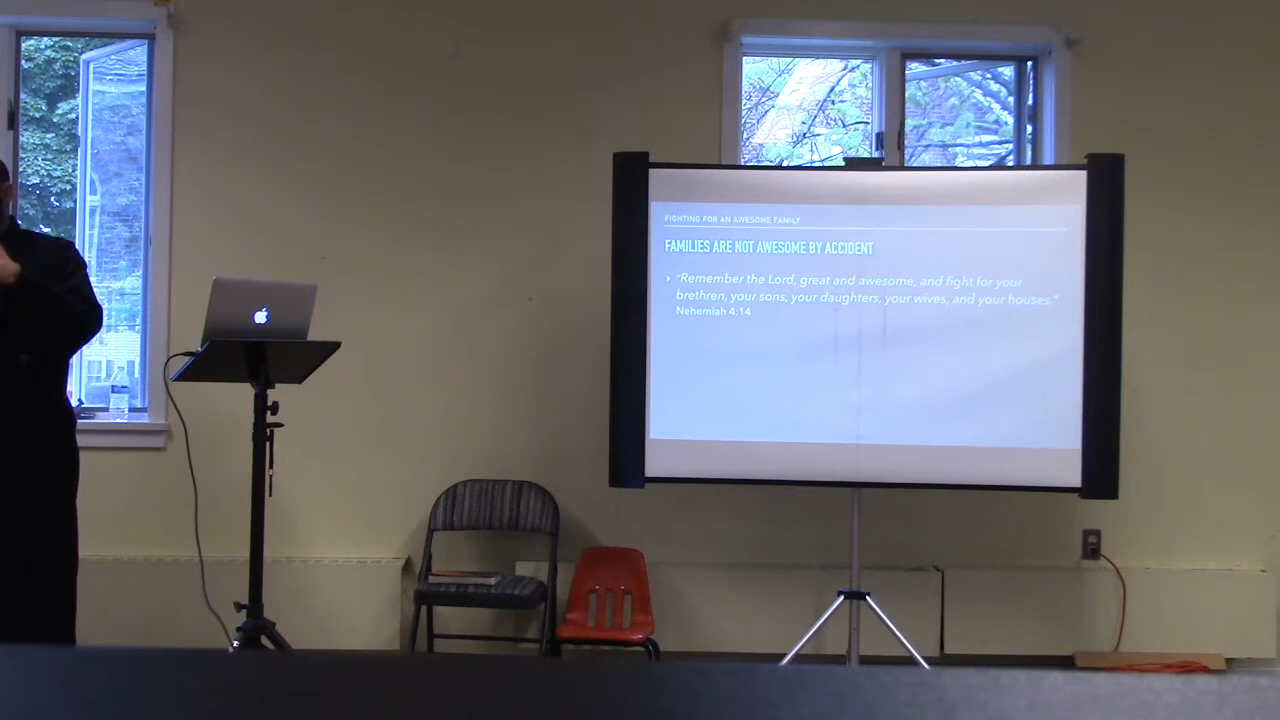 FIGHTING FOR AN AWESOME FAMILY
FAMILIES ARE NOT AWESOME BY ACCIDENT
› “Remember the Lord, great and awesome, and fight for your
brethren, your sons, your daughters, your wives, and your houses.”
Nehemiah 4:14